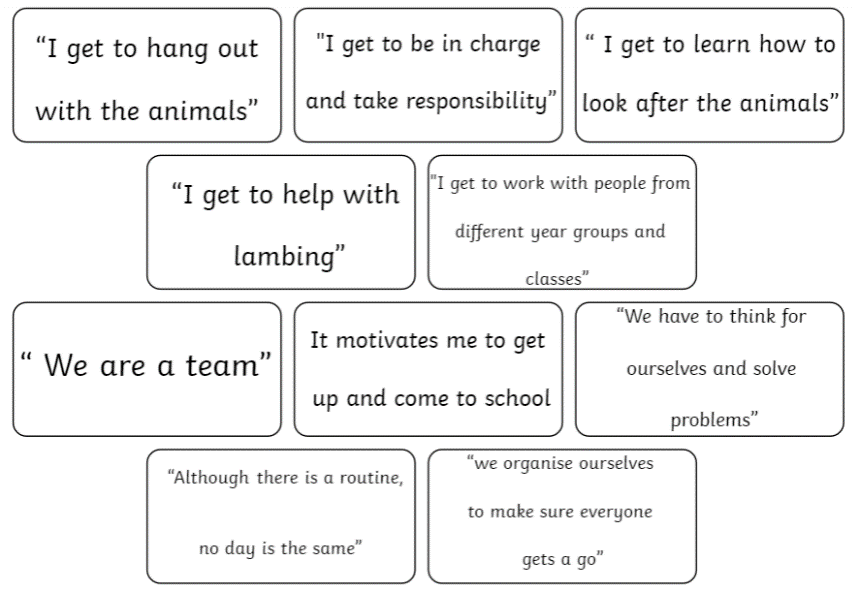 “I get to hang out
with the animals”
"I get to be in charge
and take responsibility”
“ I get to learn how to
look after the animals”
“I get to help with
lambing”
"I get to work with people from
different year groups and
classes”
“ We are a team”
It motivates me to get
up and come to school
“We have to think for
ourselves and solve
problems”
“Although there is a routine,
no day is the same”
“we organise ourselves
to make sure everyone
gets a go”